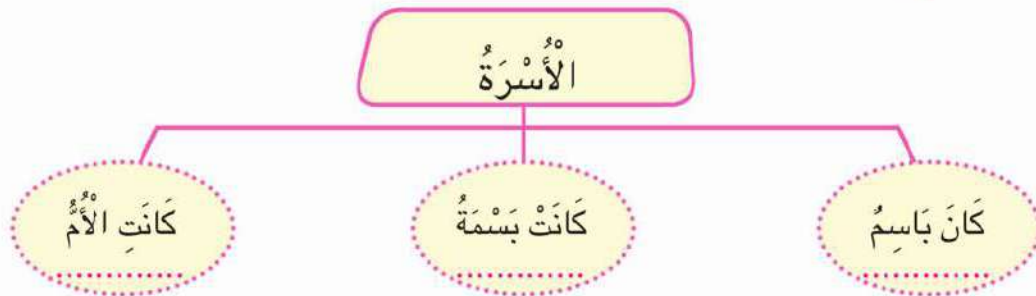 الْأُسْرَةُ
كَانَ بَاسِمٌ
كَانَتْ بَسْمَةُ
كَانَتِ الْأُمُّ